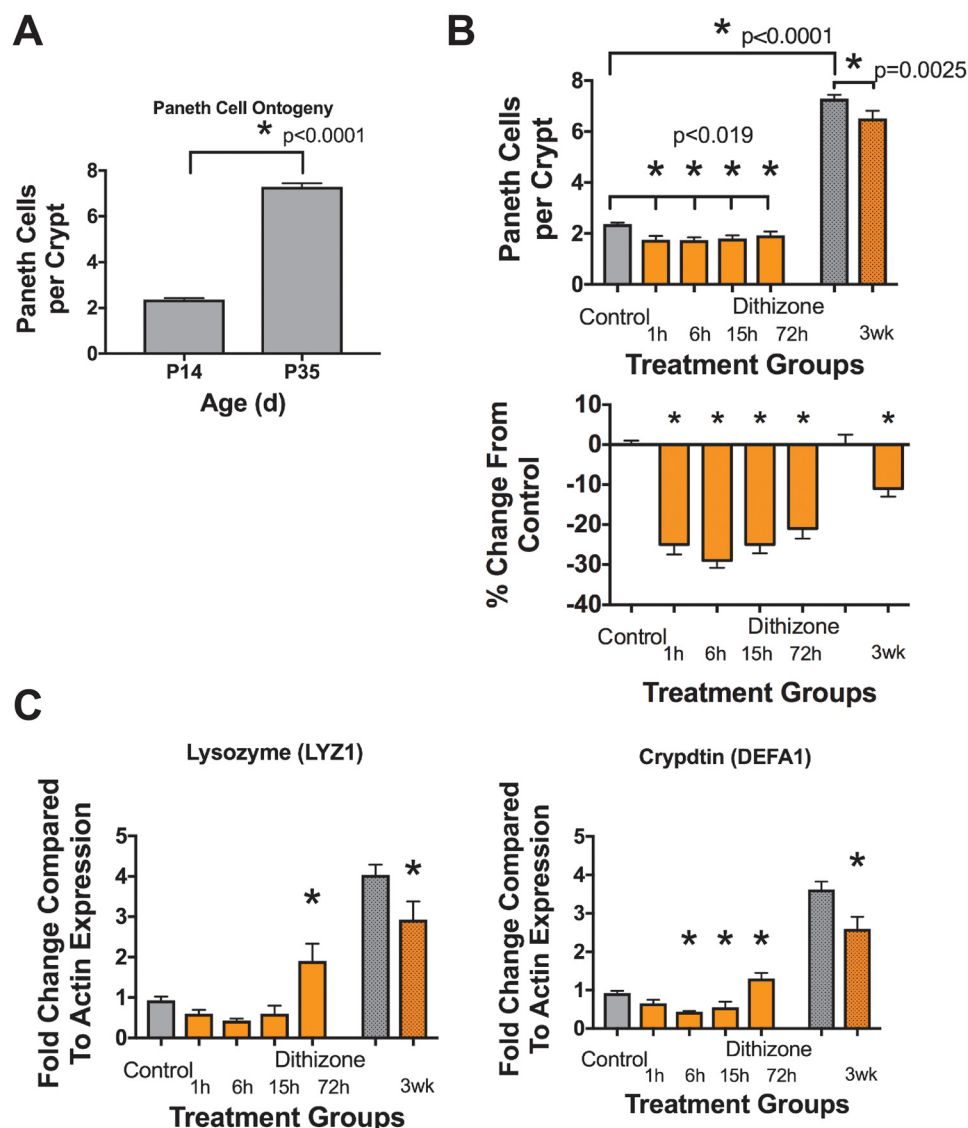 A
Paneth Cell Ontogeny
*
p<0.0001
Paneth Cells
per Crypt
8
6
4
2
0
P14
P35
Age (d)
B
* p<0.0001
* p=0.0025
p<0.019
* * * *
Paneth Cells
per Crypt
8
6
4
2
0
Control
Dithizone
1h 6h 15h 72h 3wk
Treatment Groups
% Change From
Control
10
0
-10
-20
-30
-40
* * * * *
Control
Dithizone
1h 6h 15h 72h 3wk
Treatment Groups
C
Lysozyme (LYZ1)
Fold Change Compared
To Actin Expression
5
4
3
2
1
0
* *
Control
Dithizone
1h 6h 15h 72h 3wk
Treatment Groups
Crypdtin (DEFA1)
Fold Change Compared
To Actin Expression
5
4
3
2
1
0
* * * *
Control
Dithizone
1h 6h 15h 72h 3wk
Treatment Groups